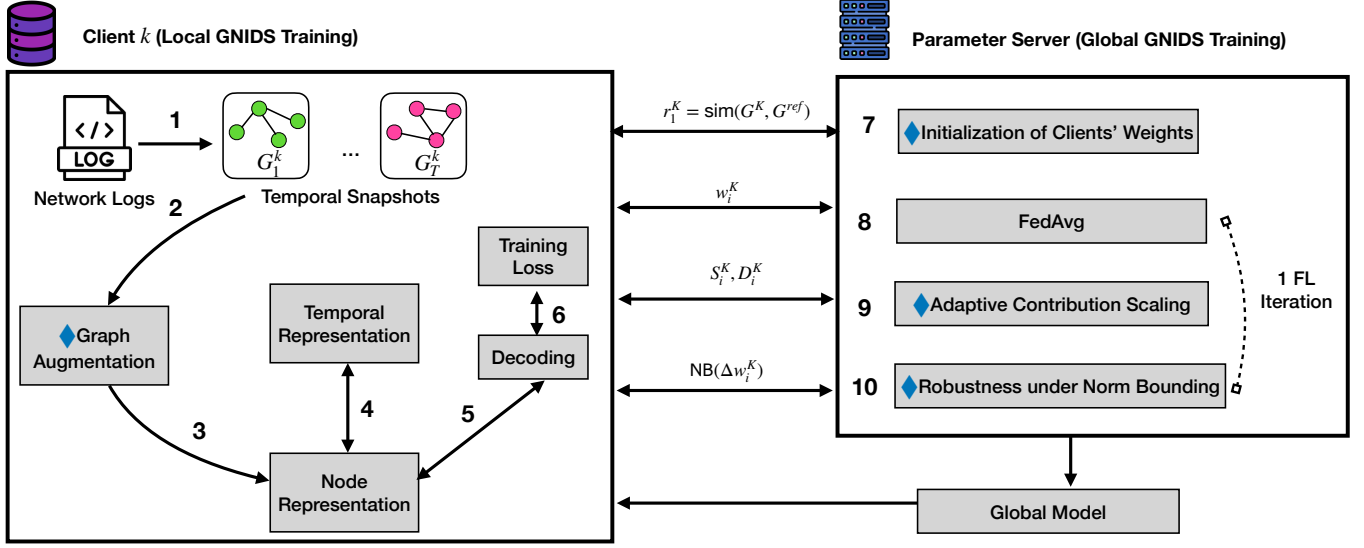 Client k (Local GNIDS Training)
Parameter Server (Global GNIDS Training)
1
</>
LOG
Network Logs
G_1^k
...
G_T^k
Temporal Snapshots
2
Graph
Augmentation
3
Temporal
Representation
4
Node
Representation
5
Training
Loss
6
Decoding
r_1^K = sim(G^K, G^{ref})
w_i^K
S_i^K, D_i^K
NB(Δw_i^K)
7
Initialization of Clients' Weights
8
FedAvg
9
Adaptive Contribution Scaling
10
Robustness under Norm Bounding
1 FL
Iteration
Global Model